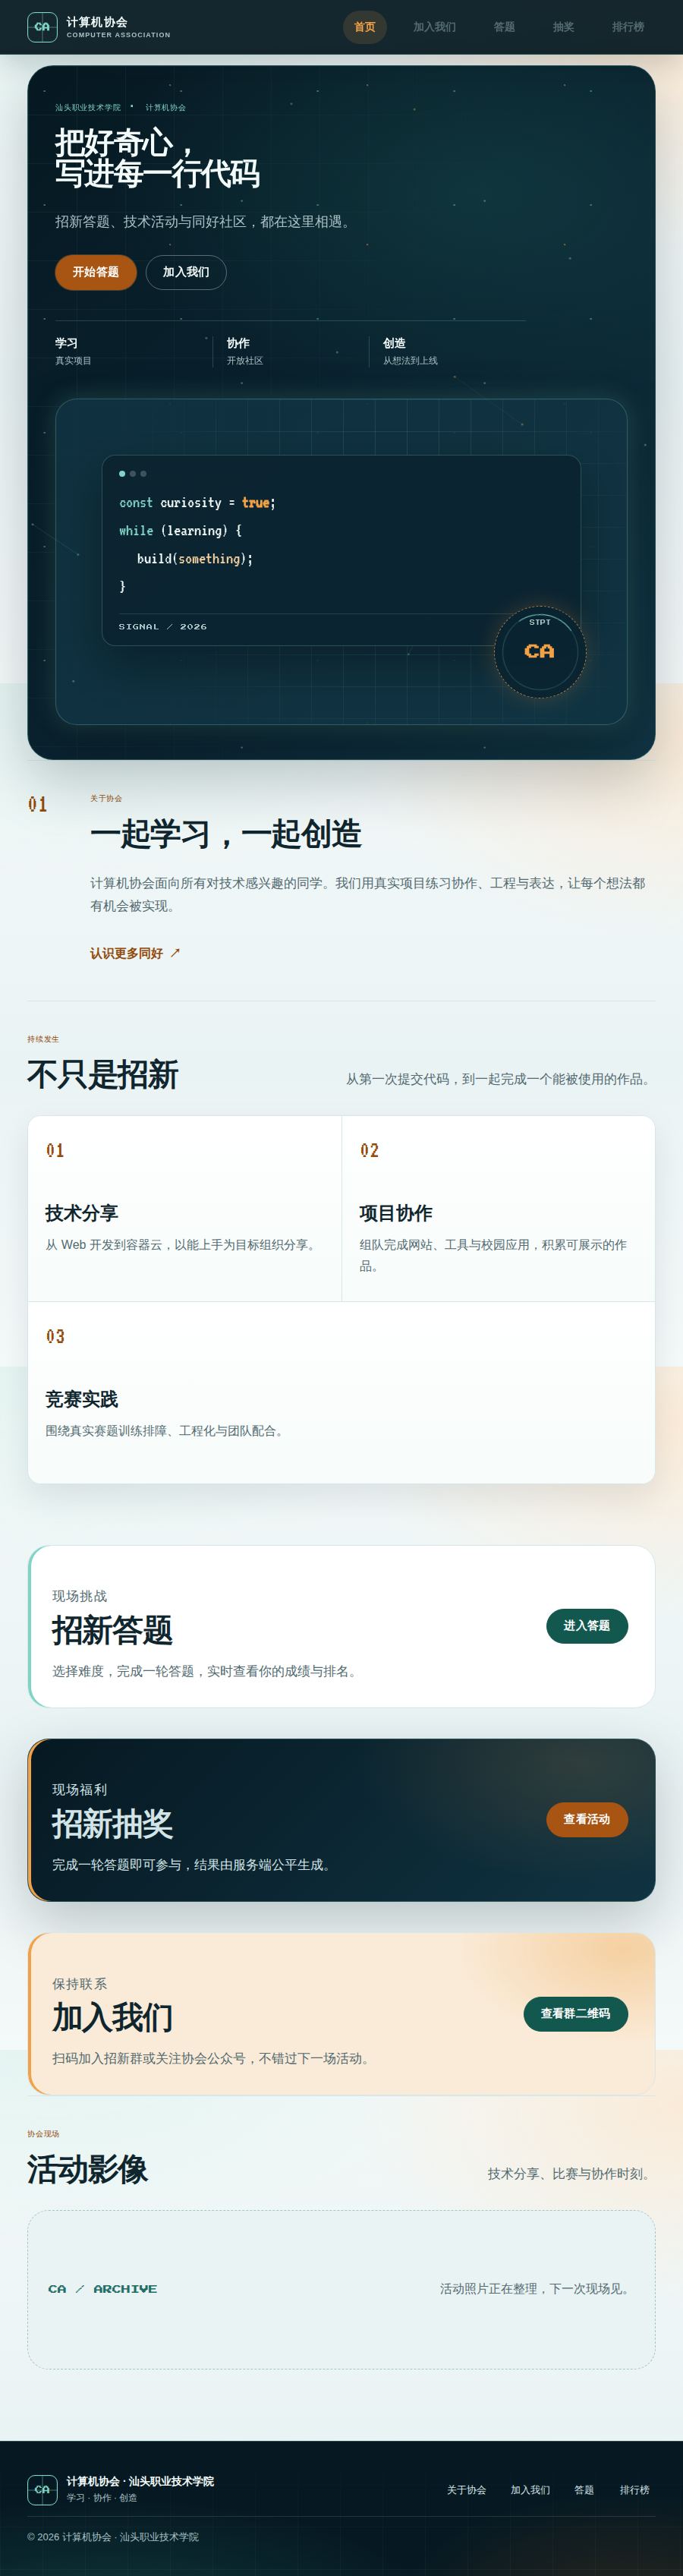 CA
计算机协会
COMPUTER ASSOCIATION
首页 加入我们 答题 抽奖 排行榜
汕头职业技术学院 • 计算机协会
把好奇心，
写进每一行代码
招新答题、技术活动与同好社区，都在这里相遇。
开始答题 加入我们
学习 协作 创造
真实项目 开放社区 从想法到上线
const curiosity = true;
while (learning) {
build(something);
}
SIGNAL / 2026
STPT
CA
01
关于协会
一起学习，一起创造
计算机协会面向所有对技术感兴趣的同学。我们用真实项目练习协作、工程与表达，让每个想法都
有机会被实现。
认识更多同好 ↗
持续发生
不只是招新
从第一次提交代码，到一起完成一个能被使用的作品。
01
技术分享
从 Web 开发到容器云，以能上手为目标组织分享。
02
项目协作
组队完成网站、工具与校园应用，积累可展示的作
品。
03
竞赛实践
围绕真实赛题训练排障、工程化与团队配合。
现场挑战
招新答题
选择难度，完成一轮答题，实时查看你的成绩与排名。
进入答题
现场福利
招新抽奖
完成一轮答题即可参与，结果由服务端公平生成。
查看活动
保持联系
加入我们
扫码加入招新群或关注协会公众号，不错过下一场活动。
查看群二维码
协会现场
活动影像
技术分享、比赛与协作时刻。
CA / ARCHIVE
活动照片正在整理，下一次现场见。
CA
计算机协会 · 汕头职业技术学院
学习 · 协作 · 创造
关于协会 加入我们 答题 排行榜
© 2026 计算机协会 · 汕头职业技术学院